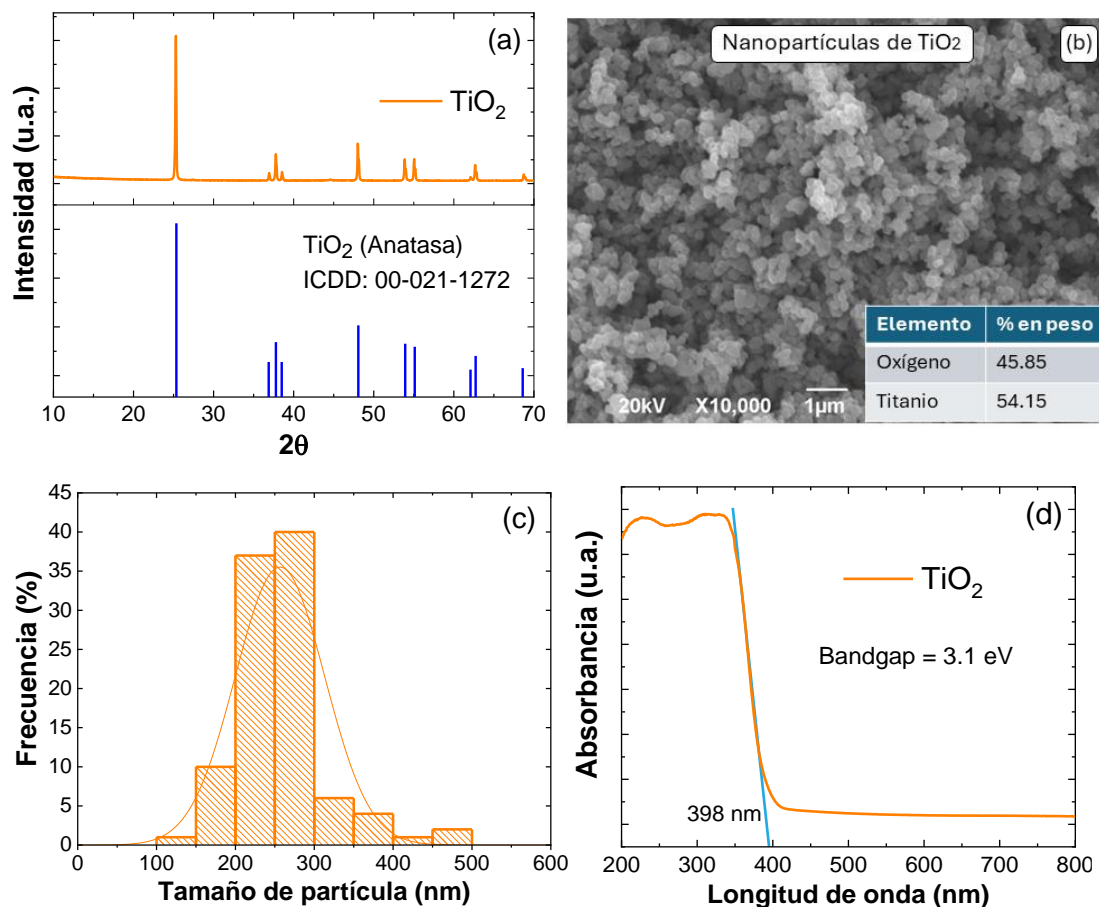 (a)
Intensidad (u.a.)
TiO₂
TiO₂ (Anatasa)
ICDD: 00-021-1272
10 20 30 40 50 60 70
2θ
Nanopartículas de TiO2
(b)
Elemento % en peso
Oxígeno 45.85
Titanio 54.15
20kV X10,000 1μm
(c)
Frecuencia (%)
45
40
35
30
25
20
15
10
5
0
0 100 200 300 400 500 600
Tamaño de partícula (nm)
(d)
Absorbancia (u.a.)
TiO₂
Bandgap = 3.1 eV
398 nm
200 300 400 500 600 700 800
Longitud de onda (nm)